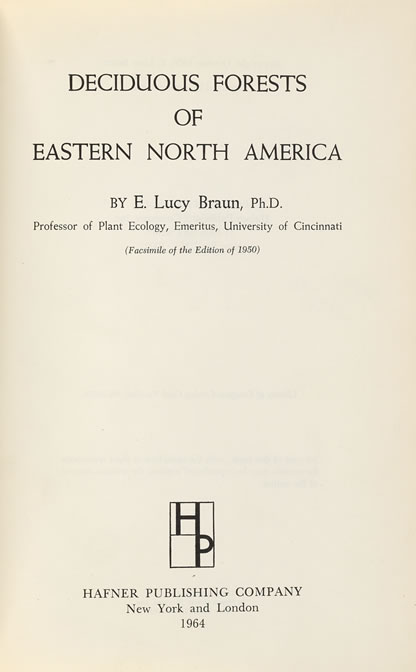 DECIDUOUS FORESTS
OF
EASTERN NORTH AMERICA
BY E. Lucy Braun, Ph.D.
Professor of Plant Ecology, Emeritus, University of Cincinnati
(Facsimile of the Edition of 1950)
H
P
HAFNER PUBLISHING COMPANY
New York and London
1964